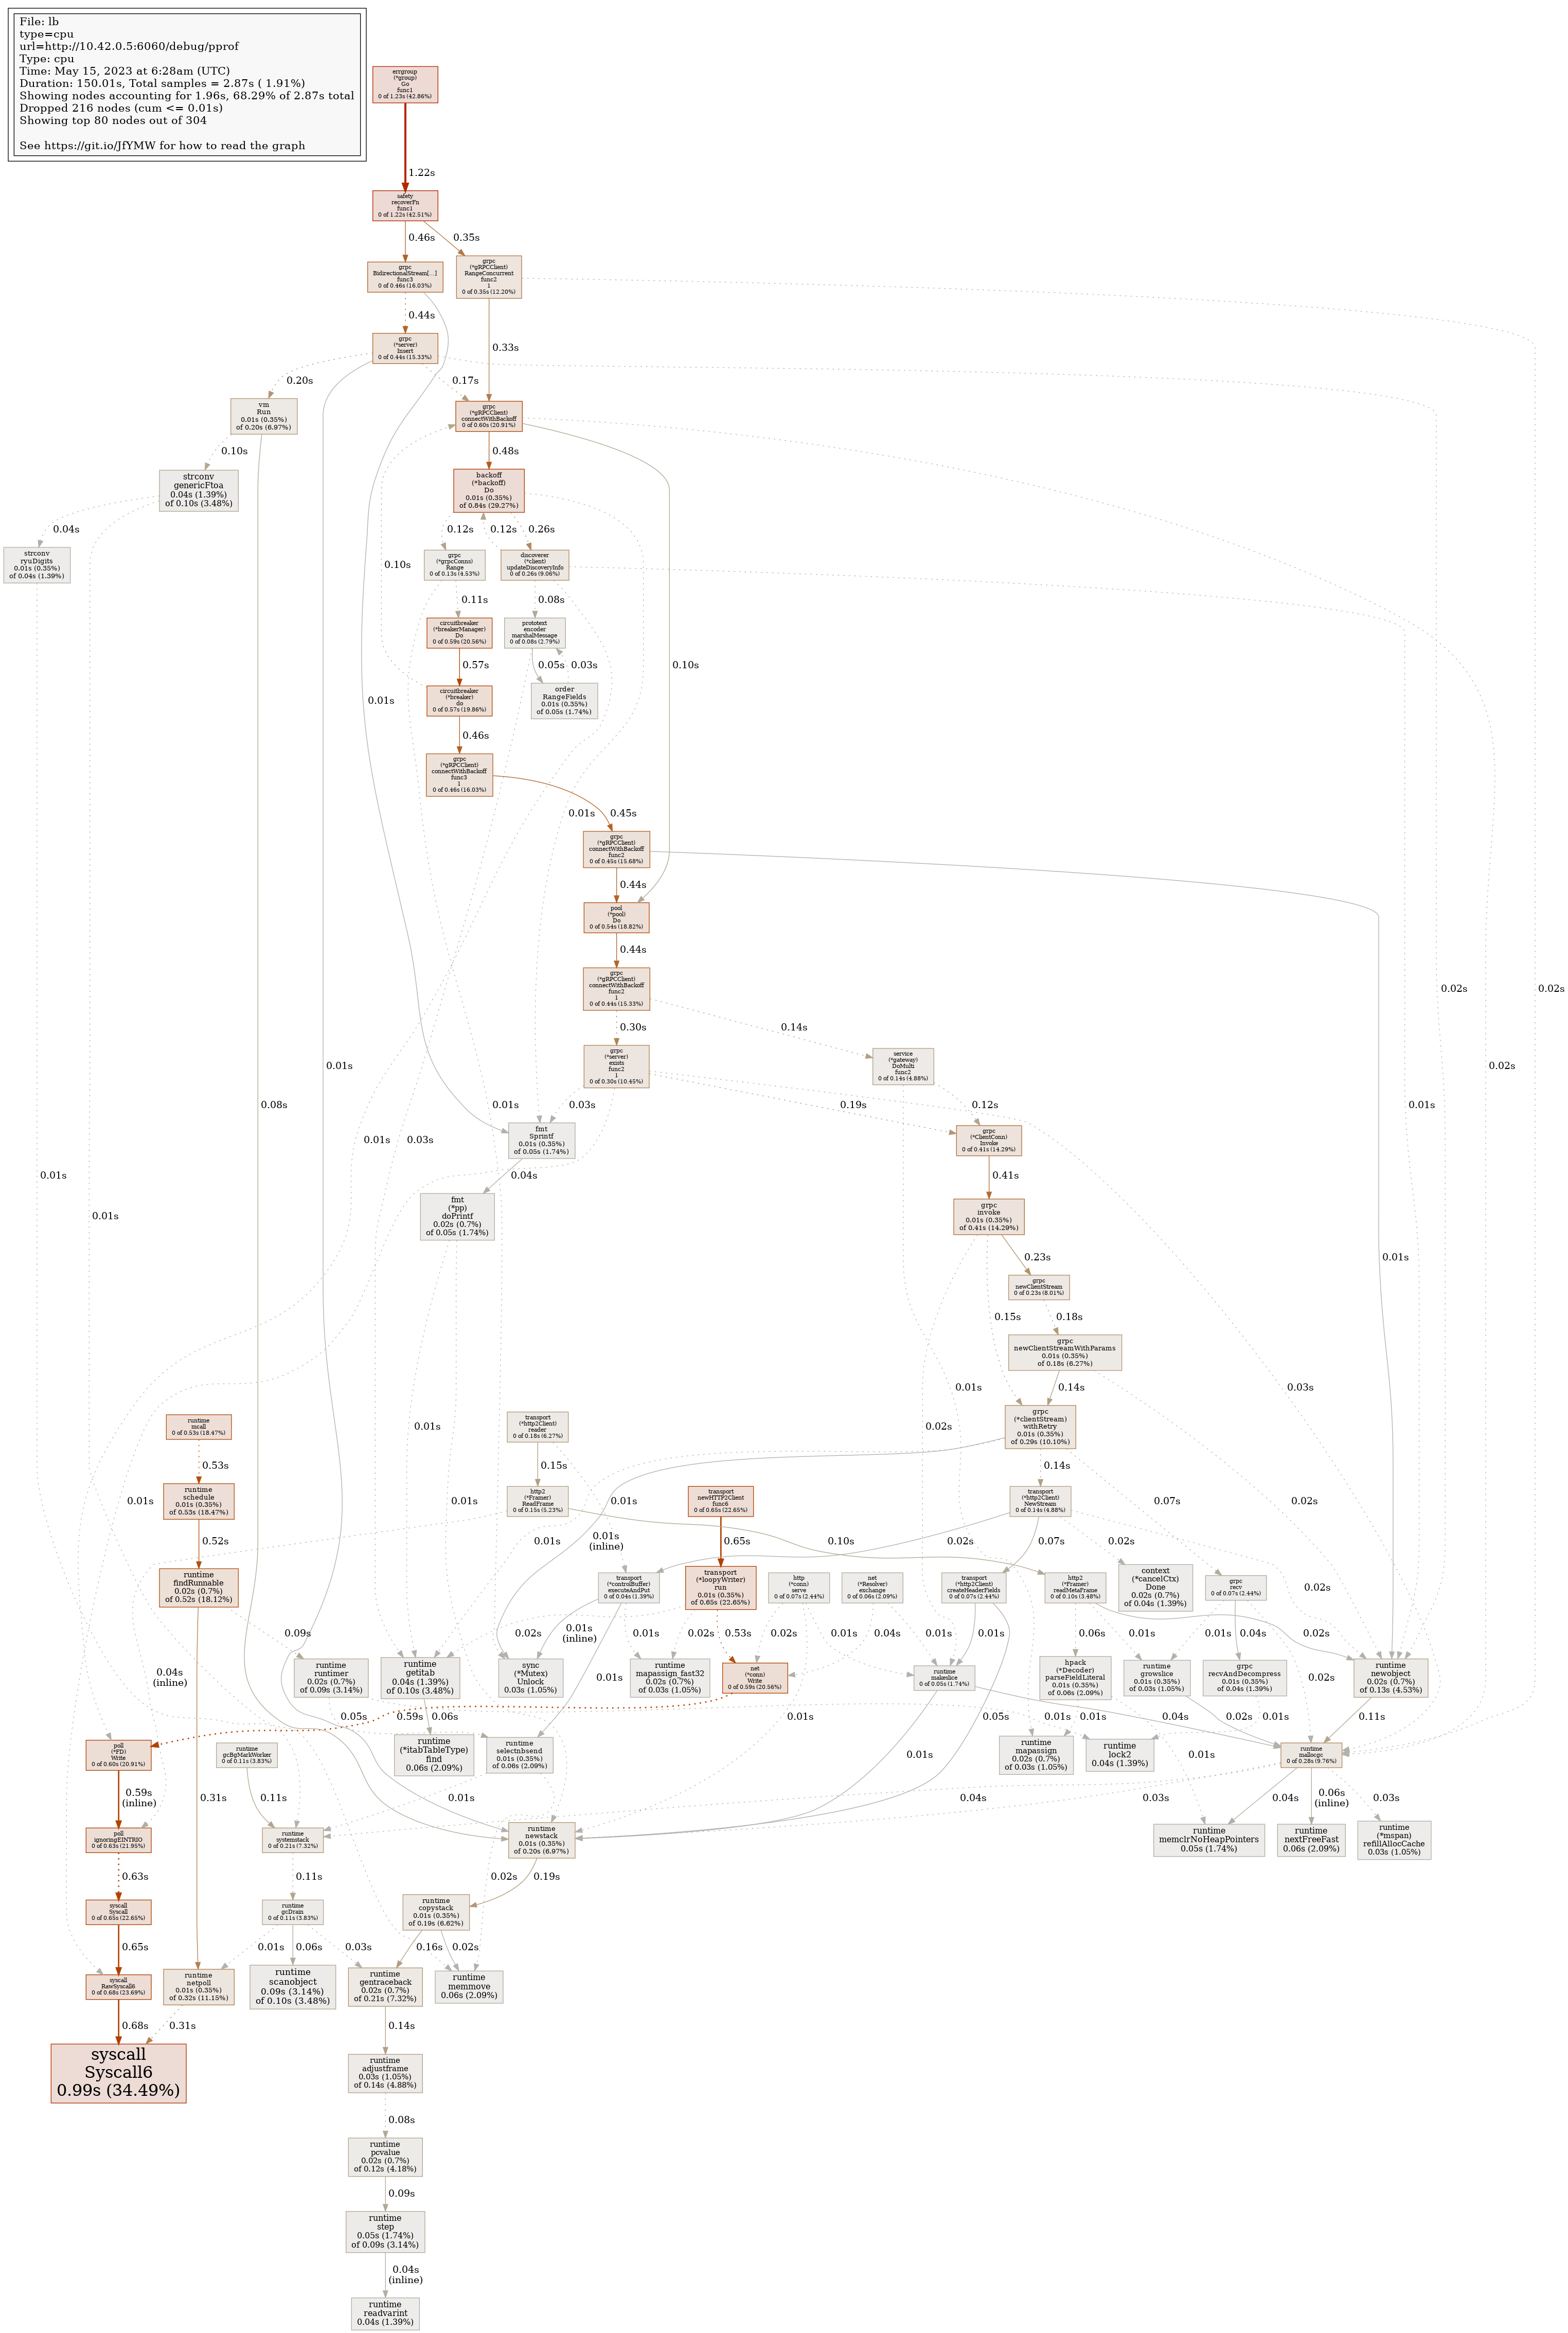 File: lb
type=cpu
url=http://10.42.0.5:6060/debug/pprof
Type: cpu
Time: May 15, 2023 at 6:28am (UTC)
Duration: 150.01s, Total samples = 2.87s ( 1.91%)
Showing nodes accounting for 1.96s, 68.29% of 2.87s total
Dropped 216 nodes (cum <= 0.01s)
Showing top 80 nodes out of 304
See https://git.io/JfYMW for how to read the graph
errgroup
(*group)
Go
func1
0 of 1.23s (42.86%)
1.22s
safety
recoverFn
func1
0 of 1.22s (42.51%)
0.46s
0.35s
grpc
BidirectionalStream[...]
func3
0 of 0.46s (16.03%)
grpc
(*gRPCClient)
RangeConcurrent
func2
1
0 of 0.35s (12.20%)
0.44s
0.33s
grpc
(*server)
Insert
0 of 0.44s (15.33%)
0.20s
0.17s
vm
Run
0.01s (0.35%)
of 0.20s (6.97%)
grpc
(*gRPCClient)
connectWithBackoff
0 of 0.60s (20.91%)
0.10s
0.48s
strconv
genericFtoa
0.04s (1.39%)
of 0.10s (3.48%)
backoff
(*backoff)
Do
0.01s (0.35%)
of 0.84s (29.27%)
0.04s
0.12s
0.12s
0.26s
strconv
ryuDigits
0.01s (0.35%)
of 0.04s (1.39%)
0.10s
grpc
(*grpcConns)
Range
0 of 0.13s (4.53%)
discoverer
(*client)
updateDiscoveryInfo
0 of 0.26s (9.06%)
0.11s
0.08s
circuitbreaker
(*breakerManager)
Do
0 of 0.59s (20.56%)
prototext
encoder
marshalMessage
0 of 0.08s (2.79%)
0.57s
0.05s
0.03s
0.10s
circuitbreaker
(*breaker)
do
0 of 0.57s (19.86%)
order
RangeFields
0.01s (0.35%)
of 0.05s (1.74%)
0.01s
0.46s
grpc
(*gRPCClient)
connectWithBackoff
func3
1
0 of 0.46s (16.03%)
0.01s
0.45s
grpc
(*gRPCClient)
connectWithBackoff
func2
0 of 0.45s (15.68%)
0.44s
pool
(*pool)
Do
0 of 0.54s (18.82%)
0.44s
grpc
(*gRPCClient)
connectWithBackoff
func2
1
0 of 0.44s (15.33%)
0.02s
0.02s
0.30s
0.14s
grpc
(*server)
exists
func2
1
0 of 0.30s (10.45%)
service
(*gateway)
DoMulti
func2
0 of 0.14s (4.88%)
0.01s
0.02s
0.08s
0.01s
0.03s
0.19s
0.12s
0.01s
fmt
Sprintf
0.01s (0.35%)
of 0.05s (1.74%)
grpc
(*ClientConn)
Invoke
0 of 0.41s (14.29%)
0.01s
0.03s
0.01s
0.04s
0.41s
fmt
(*pp)
doPrintf
0.02s (0.7%)
of 0.05s (1.74%)
grpc
invoke
0.01s (0.35%)
of 0.41s (14.29%)
0.01s
0.23s
0.01s
grpc
newClientStream
0 of 0.23s (8.01%)
0.15s
0.18s
grpc
newClientStreamWithParams
0.01s (0.35%)
of 0.18s (6.27%)
0.01s
0.14s
0.03s
0.01s
0.02s
runtime
mcall
0 of 0.53s (18.47%)
transport
(*http2Client)
reader
0 of 0.18s (6.27%)
grpc
(*clientStream)
withRetry
0.01s (0.35%)
of 0.29s (10.10%)
0.53s
0.15s
0.14s
runtime
schedule
0.01s (0.35%)
of 0.53s (18.47%)
http2
(*Framer)
ReadFrame
0 of 0.15s (5.23%)
transport
newHTTP2Client
func6
0 of 0.65s (22.65%)
transport
(*http2Client)
NewStream
0 of 0.14s (4.88%)
0.01s
0.01s
0.01s
0.07s
0.02s
0.52s
0.01s
0.01s
(inline)
0.65s
0.10s
0.02s
0.07s
0.02s
runtime
findRunnable
0.02s (0.7%)
of 0.52s (18.12%)
transport
(*controlBuffer)
executeAndPut
0 of 0.04s (1.39%)
transport
(*loopyWriter)
run
0.01s (0.35%)
of 0.65s (22.65%)
http
(*conn)
serve
0 of 0.07s (2.44%)
net
(*Resolver)
exchange
0 of 0.06s (2.09%)
transport
(*http2Client)
createHeaderFields
0 of 0.07s (2.44%)
http2
(*Framer)
readMetaFrame
0 of 0.10s (3.48%)
context
(*cancelCtx)
Done
0.02s (0.7%)
of 0.04s (1.39%)
grpc
recv
0 of 0.07s (2.44%)
0.09s
0.02s
0.01s
(inline)
0.01s
0.02s
0.53s
0.02s
0.01s
0.04s
0.01s
0.01s
0.06s
0.01s
0.01s
0.04s
0.02s
runtime
runtimer
0.02s (0.7%)
of 0.09s (3.14%)
runtime
getitab
0.04s (1.39%)
of 0.10s (3.48%)
sync
(*Mutex)
Unlock
0.03s (1.05%)
0.01s
runtime
mapassign_fast32
0.02s (0.7%)
of 0.03s (1.05%)
net
(*conn)
Write
0 of 0.59s (20.56%)
runtime
makeslice
0 of 0.05s (1.74%)
hpack
(*Decoder)
parseFieldLiteral
0.01s (0.35%)
of 0.06s (2.09%)
runtime
growslice
0.01s (0.35%)
of 0.03s (1.05%)
grpc
recvAndDecompress
0.01s (0.35%)
of 0.04s (1.39%)
0.02s
runtime
newobject
0.02s (0.7%)
of 0.13s (4.53%)
0.04s
(inline)
0.05s
0.59s
0.06s
0.01s
0.05s
0.01s
0.01s
0.04s
0.02s
0.01s
0.11s
poll
(*FD)
Write
0 of 0.60s (20.91%)
runtime
gcBgMarkWorker
0 of 0.11s (3.83%)
runtime
(*itabTableType)
find
0.06s (2.09%)
runtime
selectnbsend
0.01s (0.35%)
of 0.06s (2.09%)
0.01s
runtime
mapassign
0.02s (0.7%)
of 0.03s (1.05%)
runtime
lock2
0.04s (1.39%)
0.01s
runtime
mallocgc
0 of 0.28s (9.76%)
0.59s
(inline)
0.31s
0.11s
0.01s
0.04s
0.03s
0.04s
0.06s
(inline)
0.03s
poll
ignoringEINTRIO
0 of 0.63s (21.95%)
runtime
systemstack
0 of 0.21s (7.32%)
runtime
newstack
0.01s (0.35%)
of 0.20s (6.97%)
runtime
memclrNoHeapPointers
0.05s (1.74%)
runtime
nextFreeFast
0.06s (2.09%)
runtime
(*mspan)
refillAllocCache
0.03s (1.05%)
0.63s
0.11s
0.02s
0.19s
syscall
Syscall
0 of 0.65s (22.65%)
runtime
gcDrain
0 of 0.11s (3.83%)
runtime
copystack
0.01s (0.35%)
of 0.19s (6.62%)
0.65s
0.01s
0.06s
0.03s
0.16s
0.02s
syscall
RawSyscall6
0 of 0.68s (23.69%)
runtime
netpoll
0.01s (0.35%)
of 0.32s (11.15%)
runtime
scanobject
0.09s (3.14%)
of 0.10s (3.48%)
runtime
gentraceback
0.02s (0.7%)
of 0.21s (7.32%)
runtime
memmove
0.06s (2.09%)
0.68s
0.31s
0.14s
syscall
Syscall6
0.99s (34.49%)
runtime
adjustframe
0.03s (1.05%)
of 0.14s (4.88%)
0.08s
runtime
pcvalue
0.02s (0.7%)
of 0.12s (4.18%)
0.09s
runtime
step
0.05s (1.74%)
of 0.09s (3.14%)
0.04s
(inline)
runtime
readvarint
0.04s (1.39%)